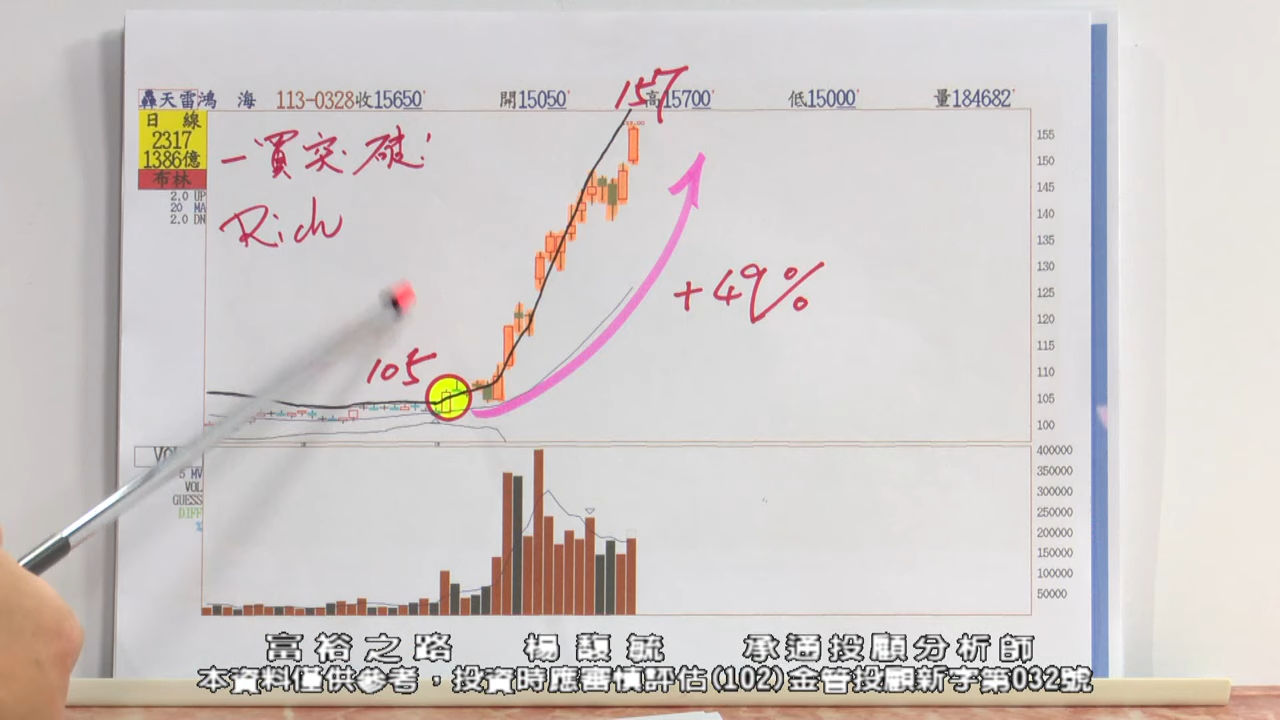 轟天雷鴻 海 113-0328收15650' 開15050' 高15700' 低15000' 量184682'
157
日 線
2317
1386億
布林
2.0 UP
20 MA
2.0 DN
一買突破!
Rich
105
+49%
155
150
145
140
135
130
125
120
115
110
105
100
VOL
5 MV
VOL
GUESS
DIFF
400000
350000
300000
250000
200000
150000
100000
50000
富裕之路 楊馥毓 承通投顧分析師
本資料僅供參考，投資時應審慎評估(102)金管投顧新字第032號